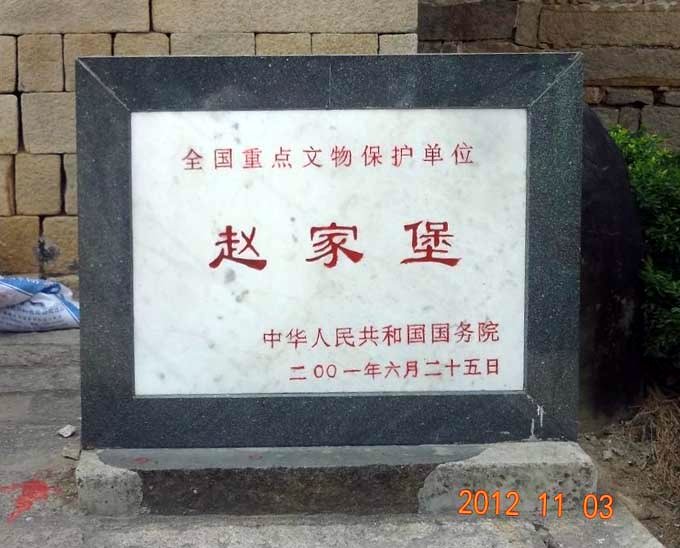 全国重点文物保护单位
赵家堡
中华人民共和国国务院
二〇〇一年六月二十五日
2012 11 03